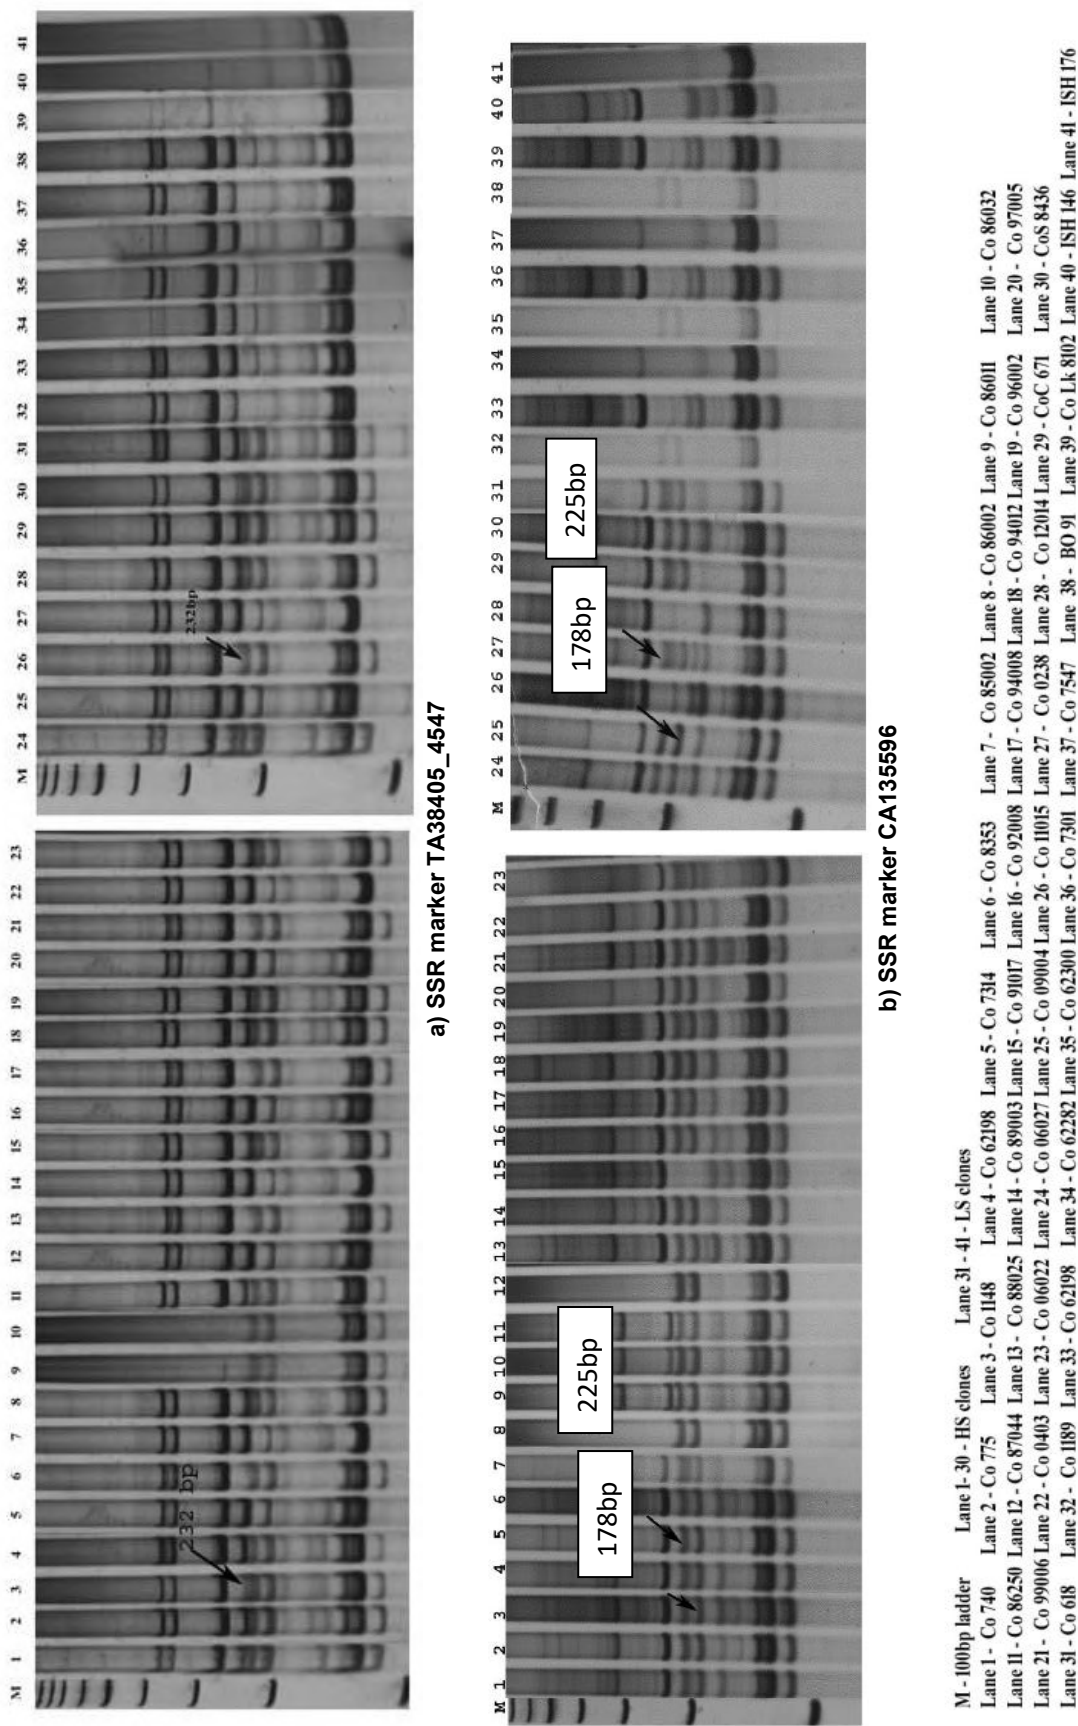 M 1 2 3 4 5 6 7 8 9 10 11 12 13 14 15 16 17 18 19 20 21 22 23 M 24 25 26 27 28 29 30 31 32 33 34 35 36 37 38 39 40 41
232 bp
232bp
a) SSR marker TA38405_4547
M 1 2 3 4 5 6 7 8 9 10 11 12 13 14 15 16 17 18 19 20 21 22 23 M 24 25 26 27 28 29 30 31 32 33 34 35 36 37 38 39 40 41
178bp
225bp
178bp
225bp
b) SSR marker CA135596
M - 100bp ladder Lane 1- 30 - HS clones Lane 31 - 41 - LS clones
Lane 1 - Co 740 Lane 2 - Co 775 Lane 3 - Co 1148 Lane 4 - Co 62198 Lane 5 - Co 7314 Lane 6 - Co 8353 Lane 7 - Co 85002 Lane 8 - Co 86002 Lane 9 - Co 86011 Lane 10 - Co 86032
Lane 11 - Co 86250 Lane 12 - Co 87044 Lane 13 - Co 88025 Lane 14 - Co 89003 Lane 15 - Co 91017 Lane 16 - Co 92008 Lane 17 - Co 94008 Lane 18 - Co 94012 Lane 19 - Co 96002 Lane 20 - Co 97005
Lane 21 - Co 99006 Lane 22 - Co 0403 Lane 23 - Co 06022 Lane 24 - Co 06027 Lane 25 - Co 09004 Lane 26 - Co 11015 Lane 27 - Co 0238 Lane 28 - Co 12014 Lane 29 - CoC 671 Lane 30 - CoS 8436
Lane 31 - Co 618 Lane 32 - Co 1189 Lane 33 - Co 62198 Lane 34 - Co 62282 Lane 35 - Co 62300 Lane 36 - Co 7301 Lane 37 - Co 7547 Lane 38 - BO 91 Lane 39 - Co Lk 8102 Lane 40 - ISH 146 Lane 41 - ISH 176